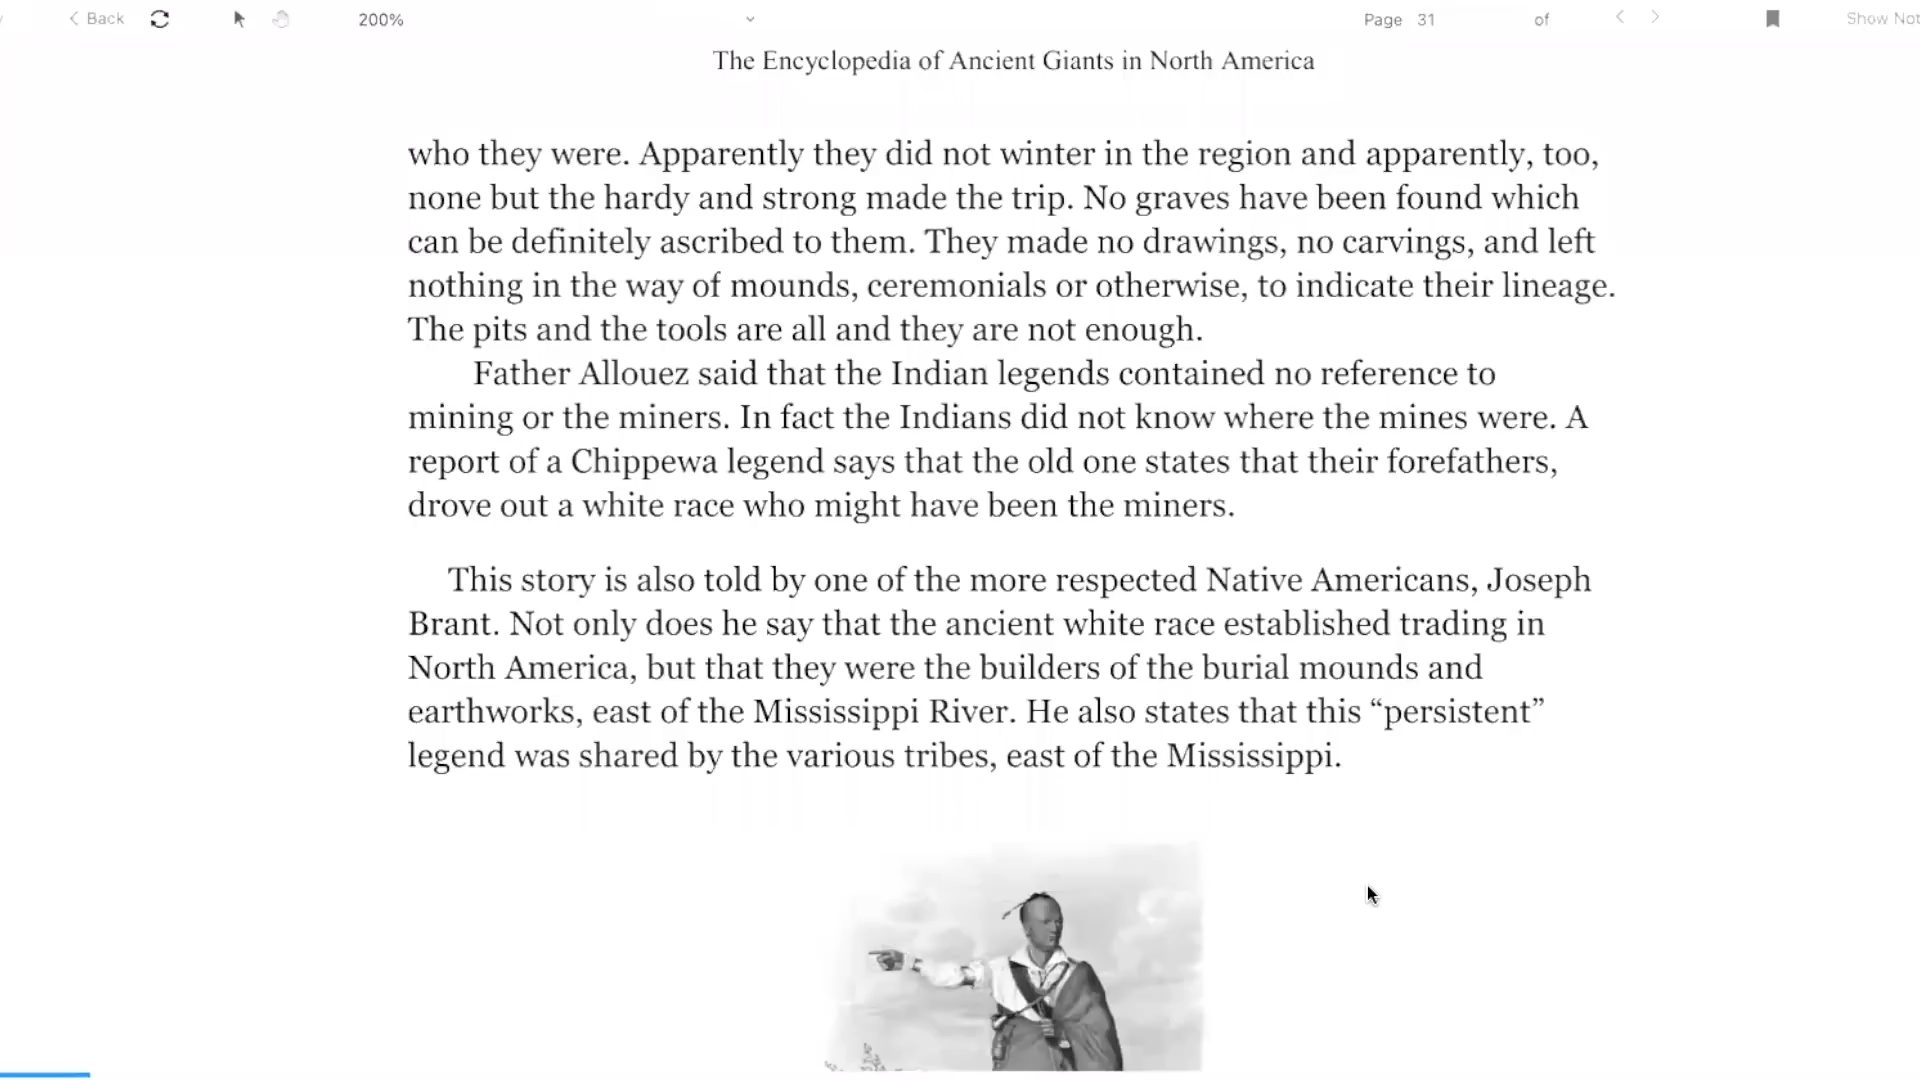 Back
200%
Page 31 of
Show Not
The Encyclopedia of Ancient Giants in North America
who they were. Apparently they did not winter in the region and apparently, too,
none but the hardy and strong made the trip. No graves have been found which
can be definitely ascribed to them. They made no drawings, no carvings, and left
nothing in the way of mounds, ceremonials or otherwise, to indicate their lineage.
The pits and the tools are all and they are not enough.
Father Allouez said that the Indian legends contained no reference to
mining or the miners. In fact the Indians did not know where the mines were. A
report of a Chippewa legend says that the old one states that their forefathers,
drove out a white race who might have been the miners.
This story is also told by one of the more respected Native Americans, Joseph
Brant. Not only does he say that the ancient white race established trading in
North America, but that they were the builders of the burial mounds and
earthworks, east of the Mississippi River. He also states that this “persistent”
legend was shared by the various tribes, east of the Mississippi.